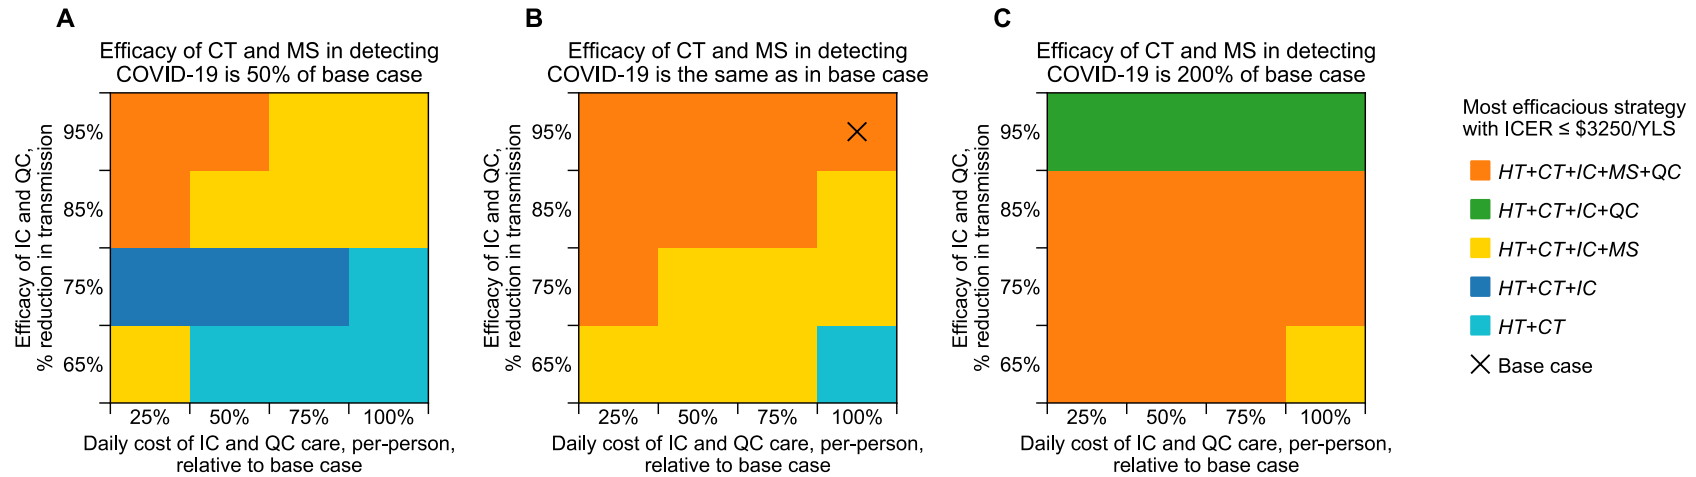 A
Efficacy of CT and MS in detecting
COVID-19 is 50% of base case
Efficacy of IC and QC,
% reduction in transmission
95%
85%
75%
65%
25% 50% 75% 100%
Daily cost of IC and QC care, per-person,
relative to base case
B
Efficacy of CT and MS in detecting
COVID-19 is the same as in base case
Efficacy of IC and QC,
% reduction in transmission
95%
85%
75%
65%
25% 50% 75% 100%
Daily cost of IC and QC care, per-person,
relative to base case
C
Efficacy of CT and MS in detecting
COVID-19 is 200% of base case
Efficacy of IC and QC,
% reduction in transmission
95%
85%
75%
65%
25% 50% 75% 100%
Daily cost of IC and QC care, per-person,
relative to base case
Most efficacious strategy
with ICER ≤ $3250/YLS
HT+CT+IC+MS+QC
HT+CT+IC+QC
HT+CT+IC+MS
HT+CT+IC
HT+CT
Base case